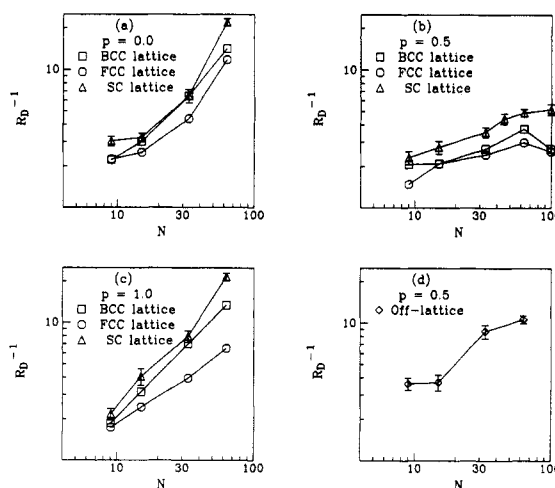 (a)
p = 0.0
BCC lattice
FCC lattice
SC lattice
10
R_D⁻¹
10
100
N
(b)
p = 0.5
BCC lattice
FCC lattice
SC lattice
10
R_D⁻¹
10
100
N
(c)
p = 1.0
BCC lattice
FCC lattice
SC lattice
10
R_D⁻¹
10
100
N
(d)
p = 0.5
Off-lattice
10
R_D⁻¹
10
100
N